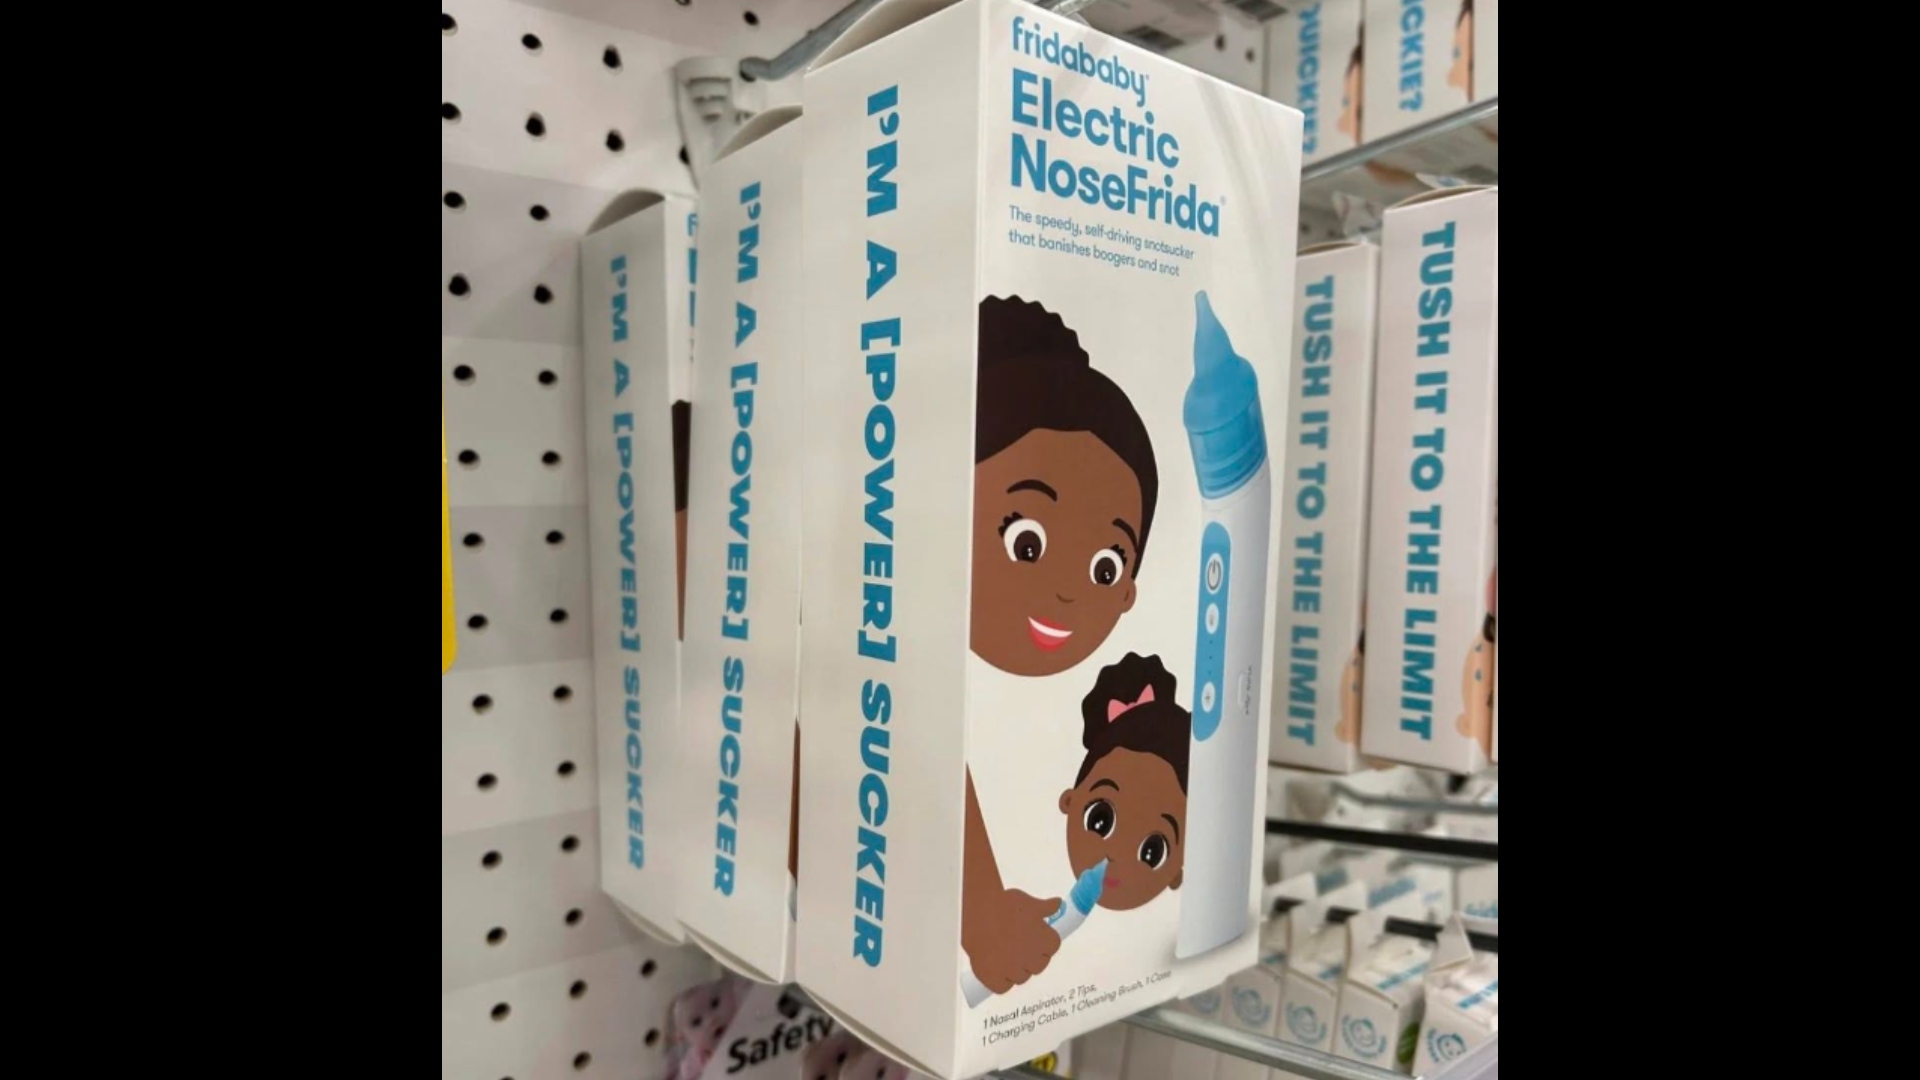 fridababy
Electric
NoseFrida®
The speedy, self-driving snotsucker
that banishes boogers and snot
1 Nasal Aspirator, 2 Tips,
1 Charging Cable, 1 Cleaning Brush, 1 Case
I'M A [POWER] SUCKER
I'M A [POWER] SUCKER
I'M A [POWER] SUCKER
QUICKIE?
TUSH IT TO THE LIMIT
TUSH IT TO THE LIMIT
Safety